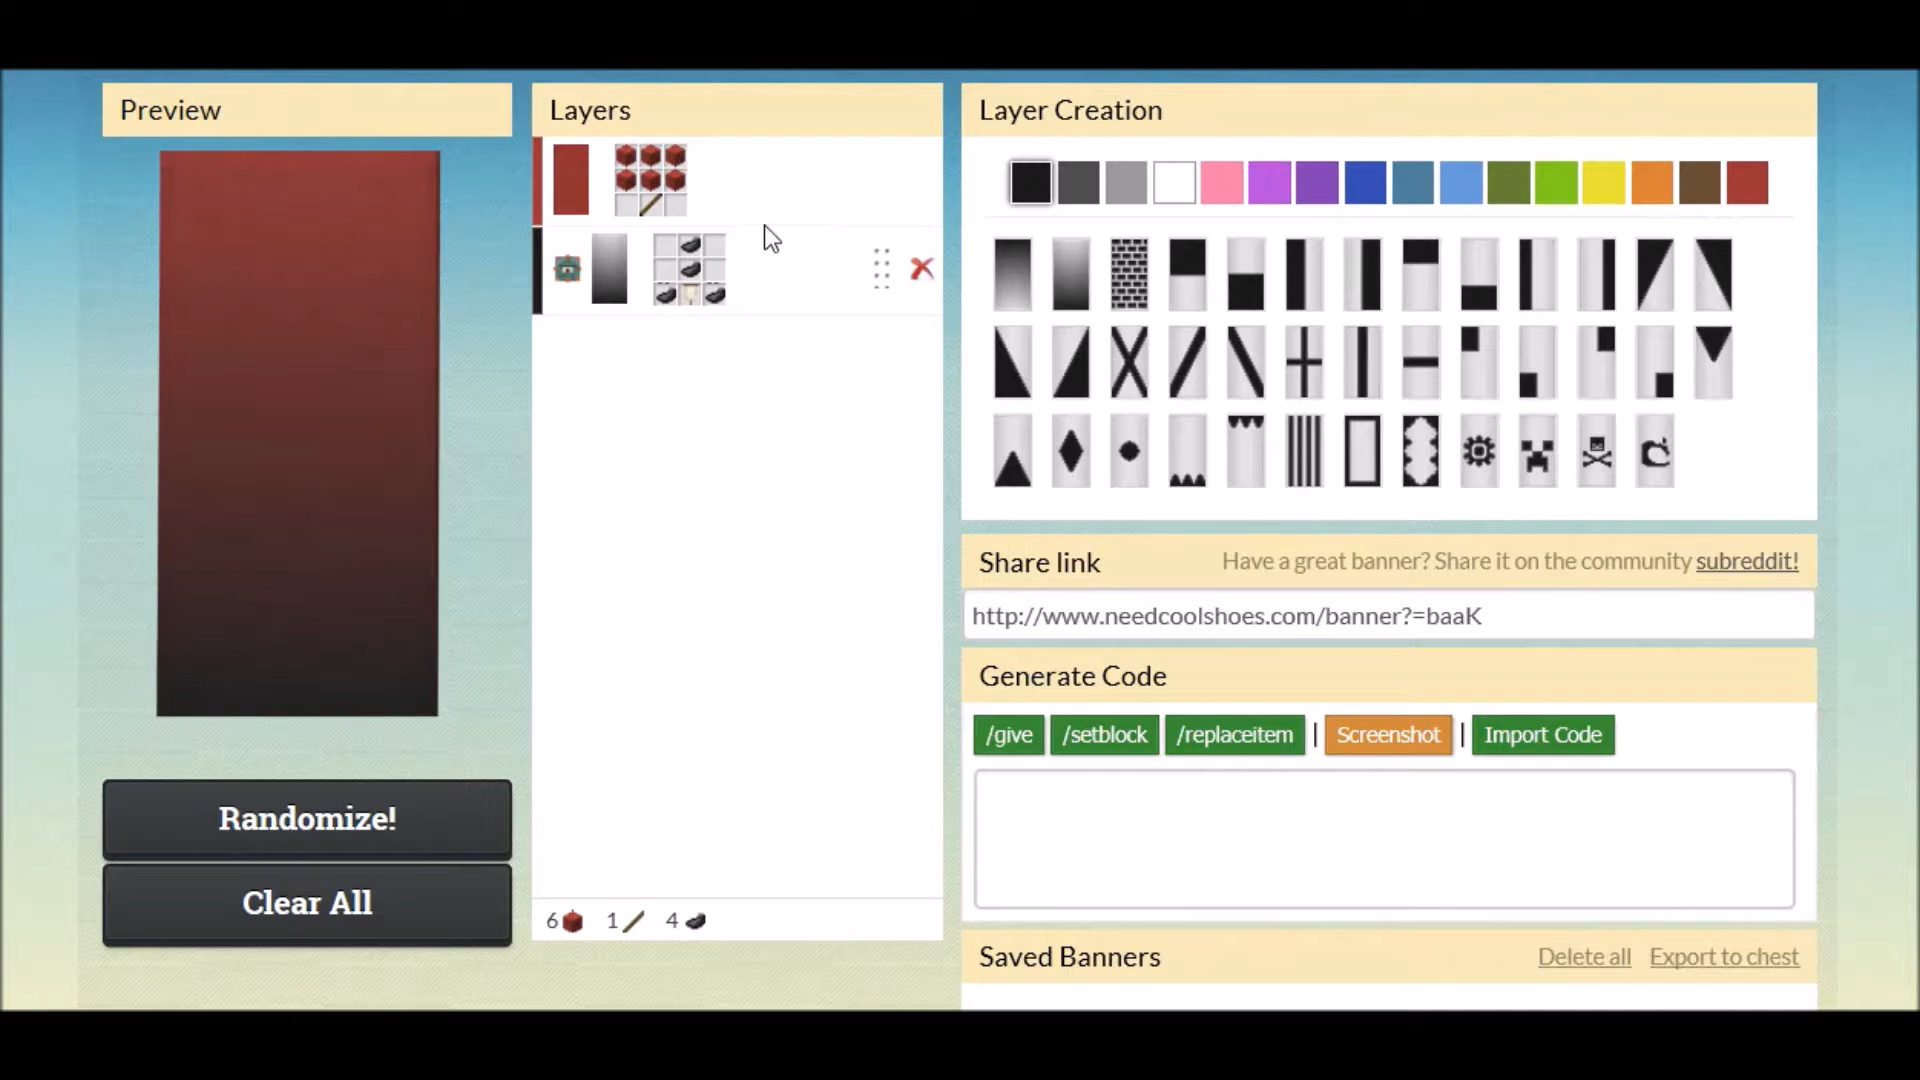 Preview
Layers
Layer Creation
Share link
Have a great banner? Share it on the community subreddit!
http://www.needcoolshoes.com/banner?=baaK
Generate Code
/give
/setblock
/replaceitem
|
Screenshot
|
Import Code
Randomize!
Clear All
6
1
4
Saved Banners
Delete all
Export to chest